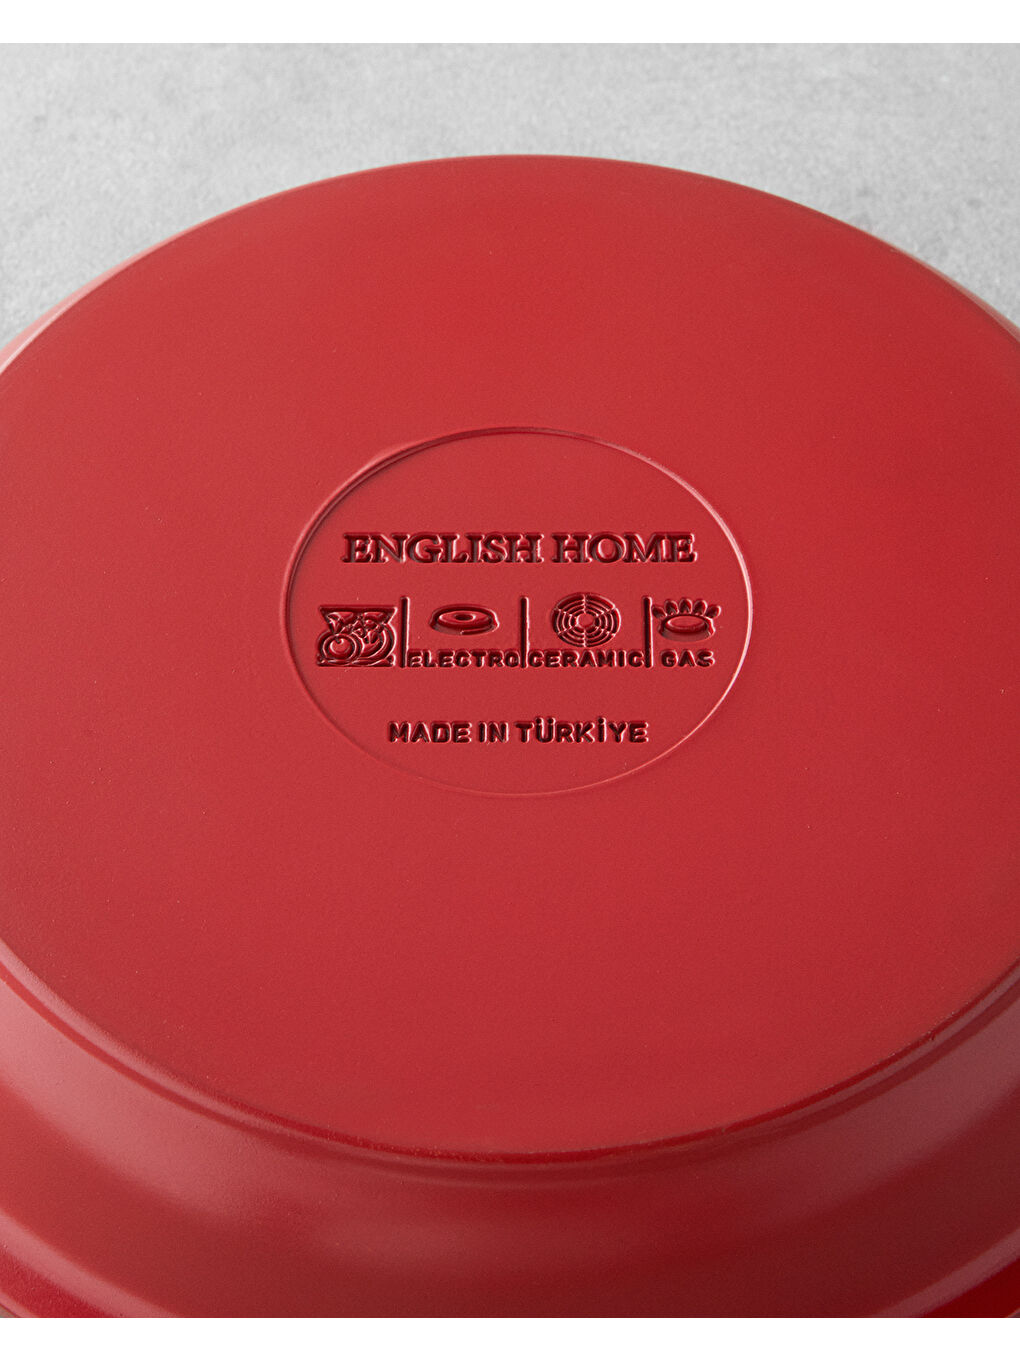 ENGLISH HOME
ELECTRO CERAMIC GAS
MADE IN TÜRKİYE